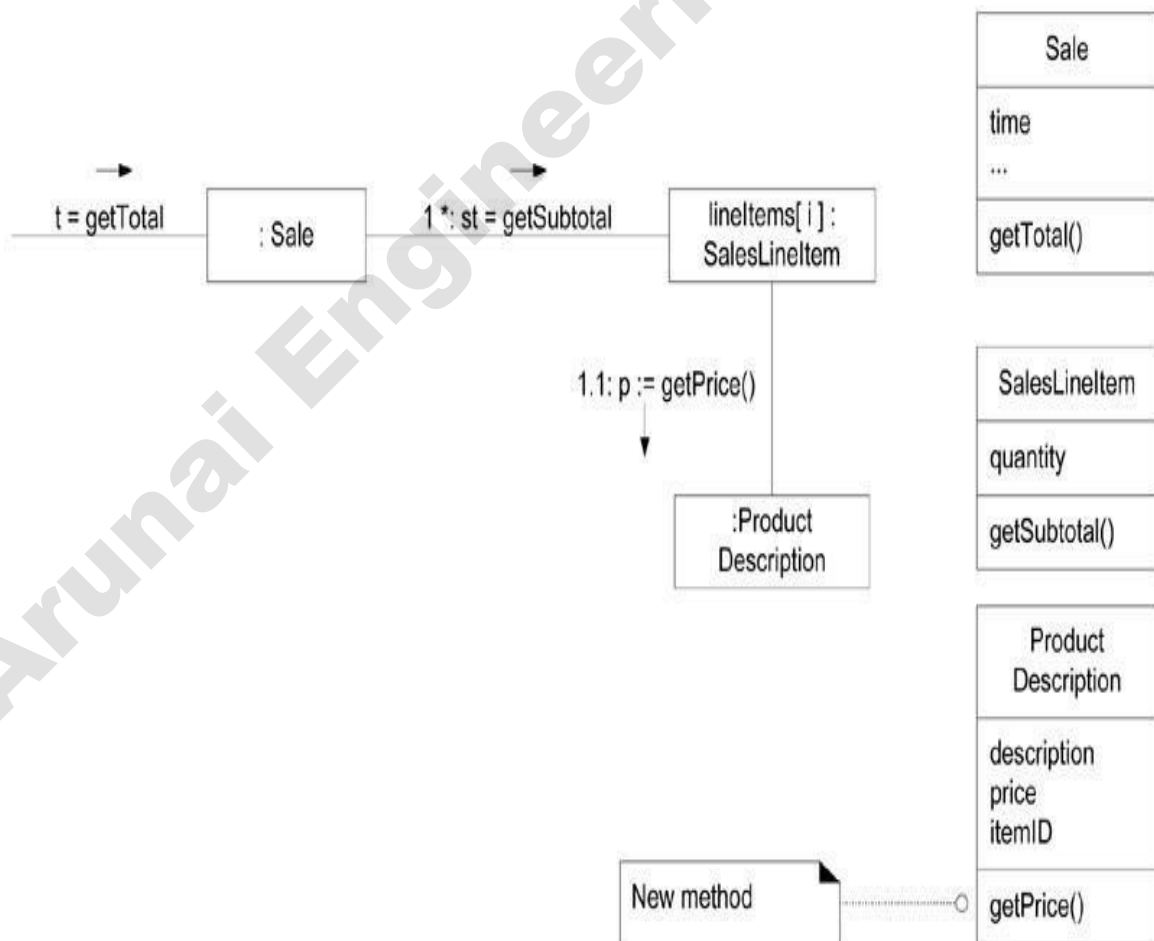 t = getTotal
: Sale
1 *: st = getSubtotal
lineItems[ i ] :
SalesLineItem
1.1: p := getPrice()
:Product
Description
New method
Sale
time
...
getTotal()
SalesLineItem
quantity
getSubtotal()
Product
Description
description
price
itemID
getPrice()
Arunai Engineeri